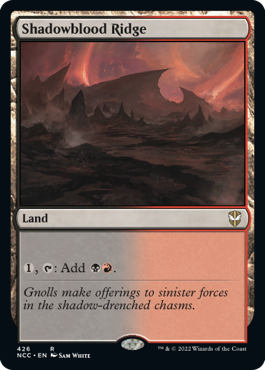 Shadowblood Ridge
Land
1, T: Add B R.
Gnolls make offerings to sinister forces
in the shadow-drenched chasms.
426 R
NCC • EN SAM WHITE
™ & © 2022 Wizards of the Coast